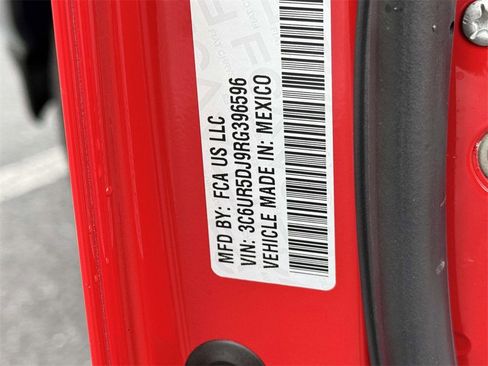 MFD BY: FCA US LLC
VIN: 3C6UR5DJ9RG396596
VEHICLE MADE IN: MEXICO